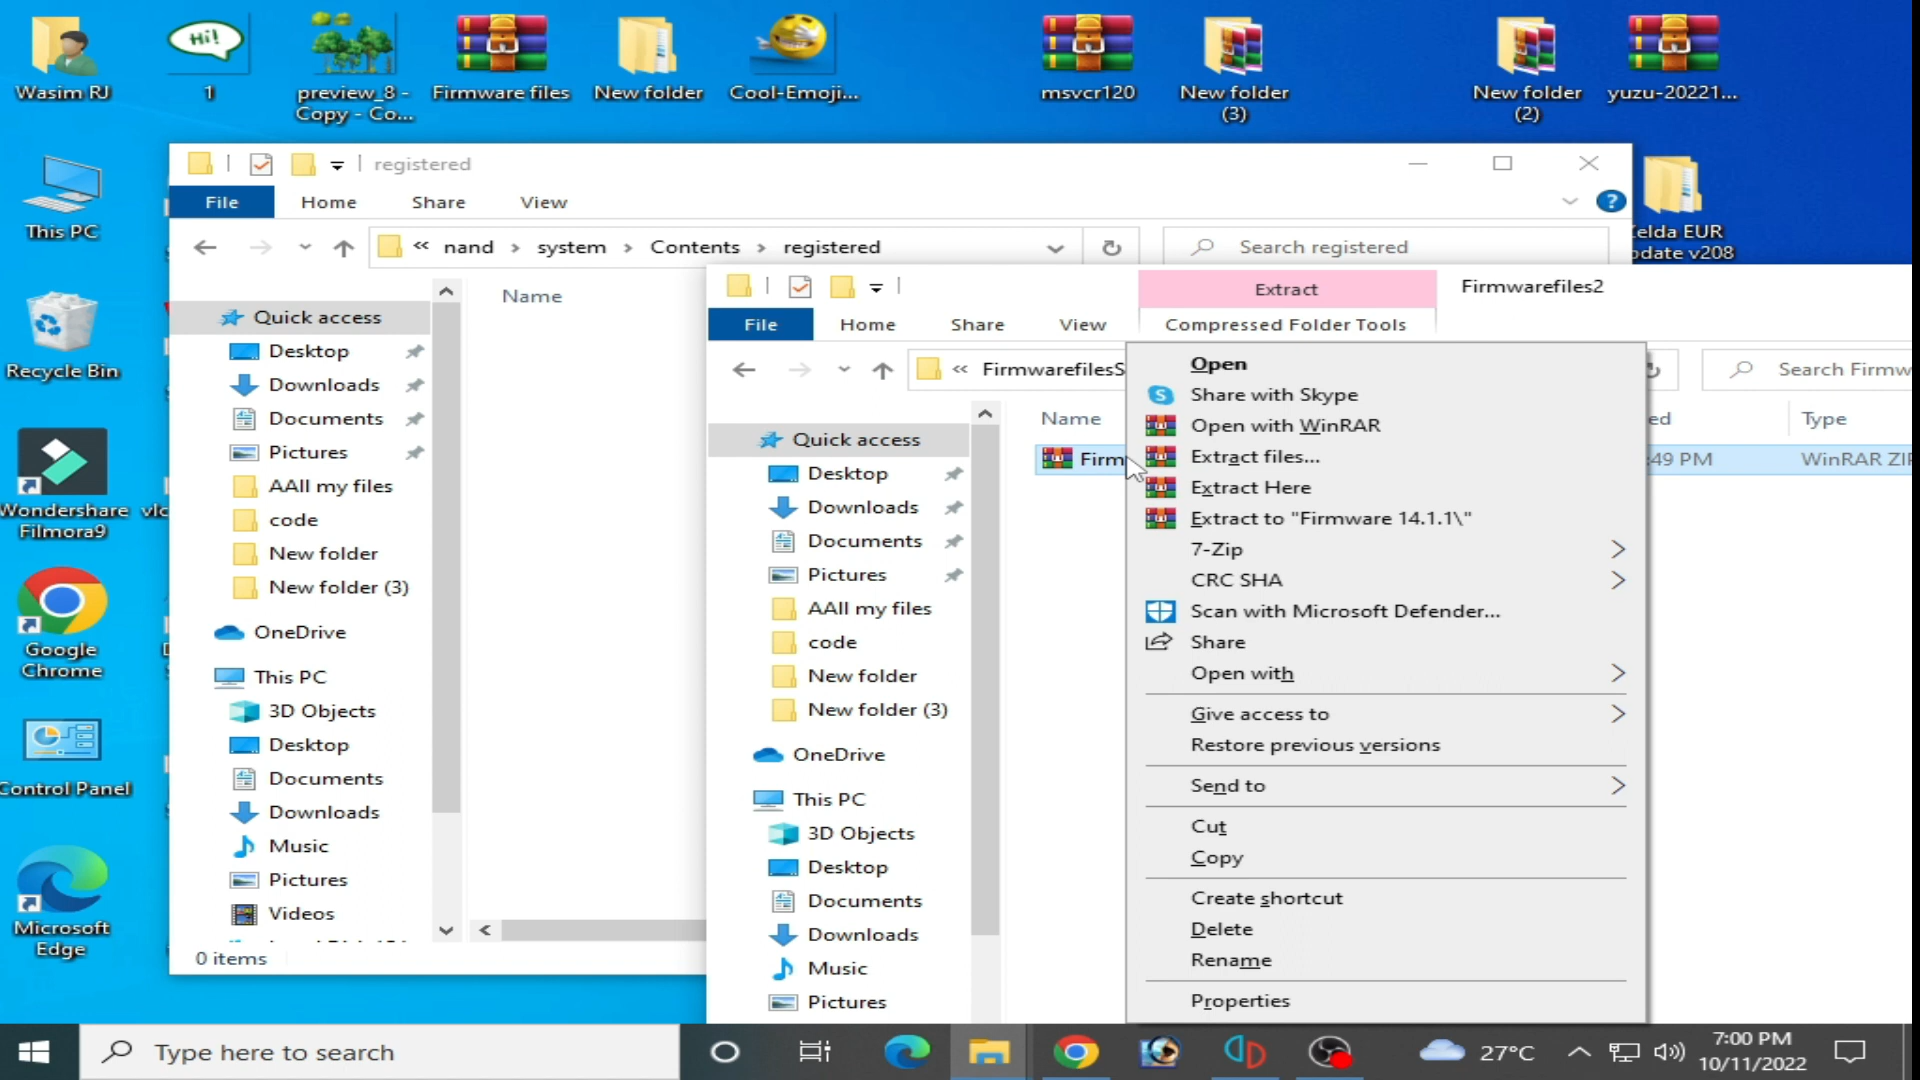 Wasim RJ
1
preview_8 -
Copy - Co...
Firmware files
New folder
Cool-Emoji...
msvcr120
New folder
(3)
New folder
(2)
yuzu-20221...
Hi!
This PC
Recycle Bin
Wondershare
Filmora9
vlc
Google
Chrome
Control Panel
Microsoft
Edge
elda EUR
pdate v208
registered
File
Home
Share
View
?
« nand > system > Contents > registered
Search registered
Name
Quick access
Desktop
Downloads
Documents
Pictures
AAll my files
code
New folder
New folder (3)
OneDrive
This PC
3D Objects
Desktop
Documents
Downloads
Music
Pictures
Videos
0 items
Extract
Firmwarefiles2
File
Home
Share
View
Compressed Folder Tools
« FirmwarefilesS
Search Firmw
Name
ed
Type
Firm
:49 PM
WinRAR ZIP
Quick access
Desktop
Downloads
Documents
Pictures
AAll my files
code
New folder
New folder (3)
OneDrive
This PC
3D Objects
Desktop
Documents
Downloads
Music
Pictures
Open
Share with Skype
Open with WinRAR
Extract files...
Extract Here
Extract to "Firmware 14.1.1\"
7-Zip
CRC SHA
Scan with Microsoft Defender...
Share
Open with
Give access to
Restore previous versions
Send to
Cut
Copy
Create shortcut
Delete
Rename
Properties
Type here to search
27°C
7:00 PM
10/11/2022